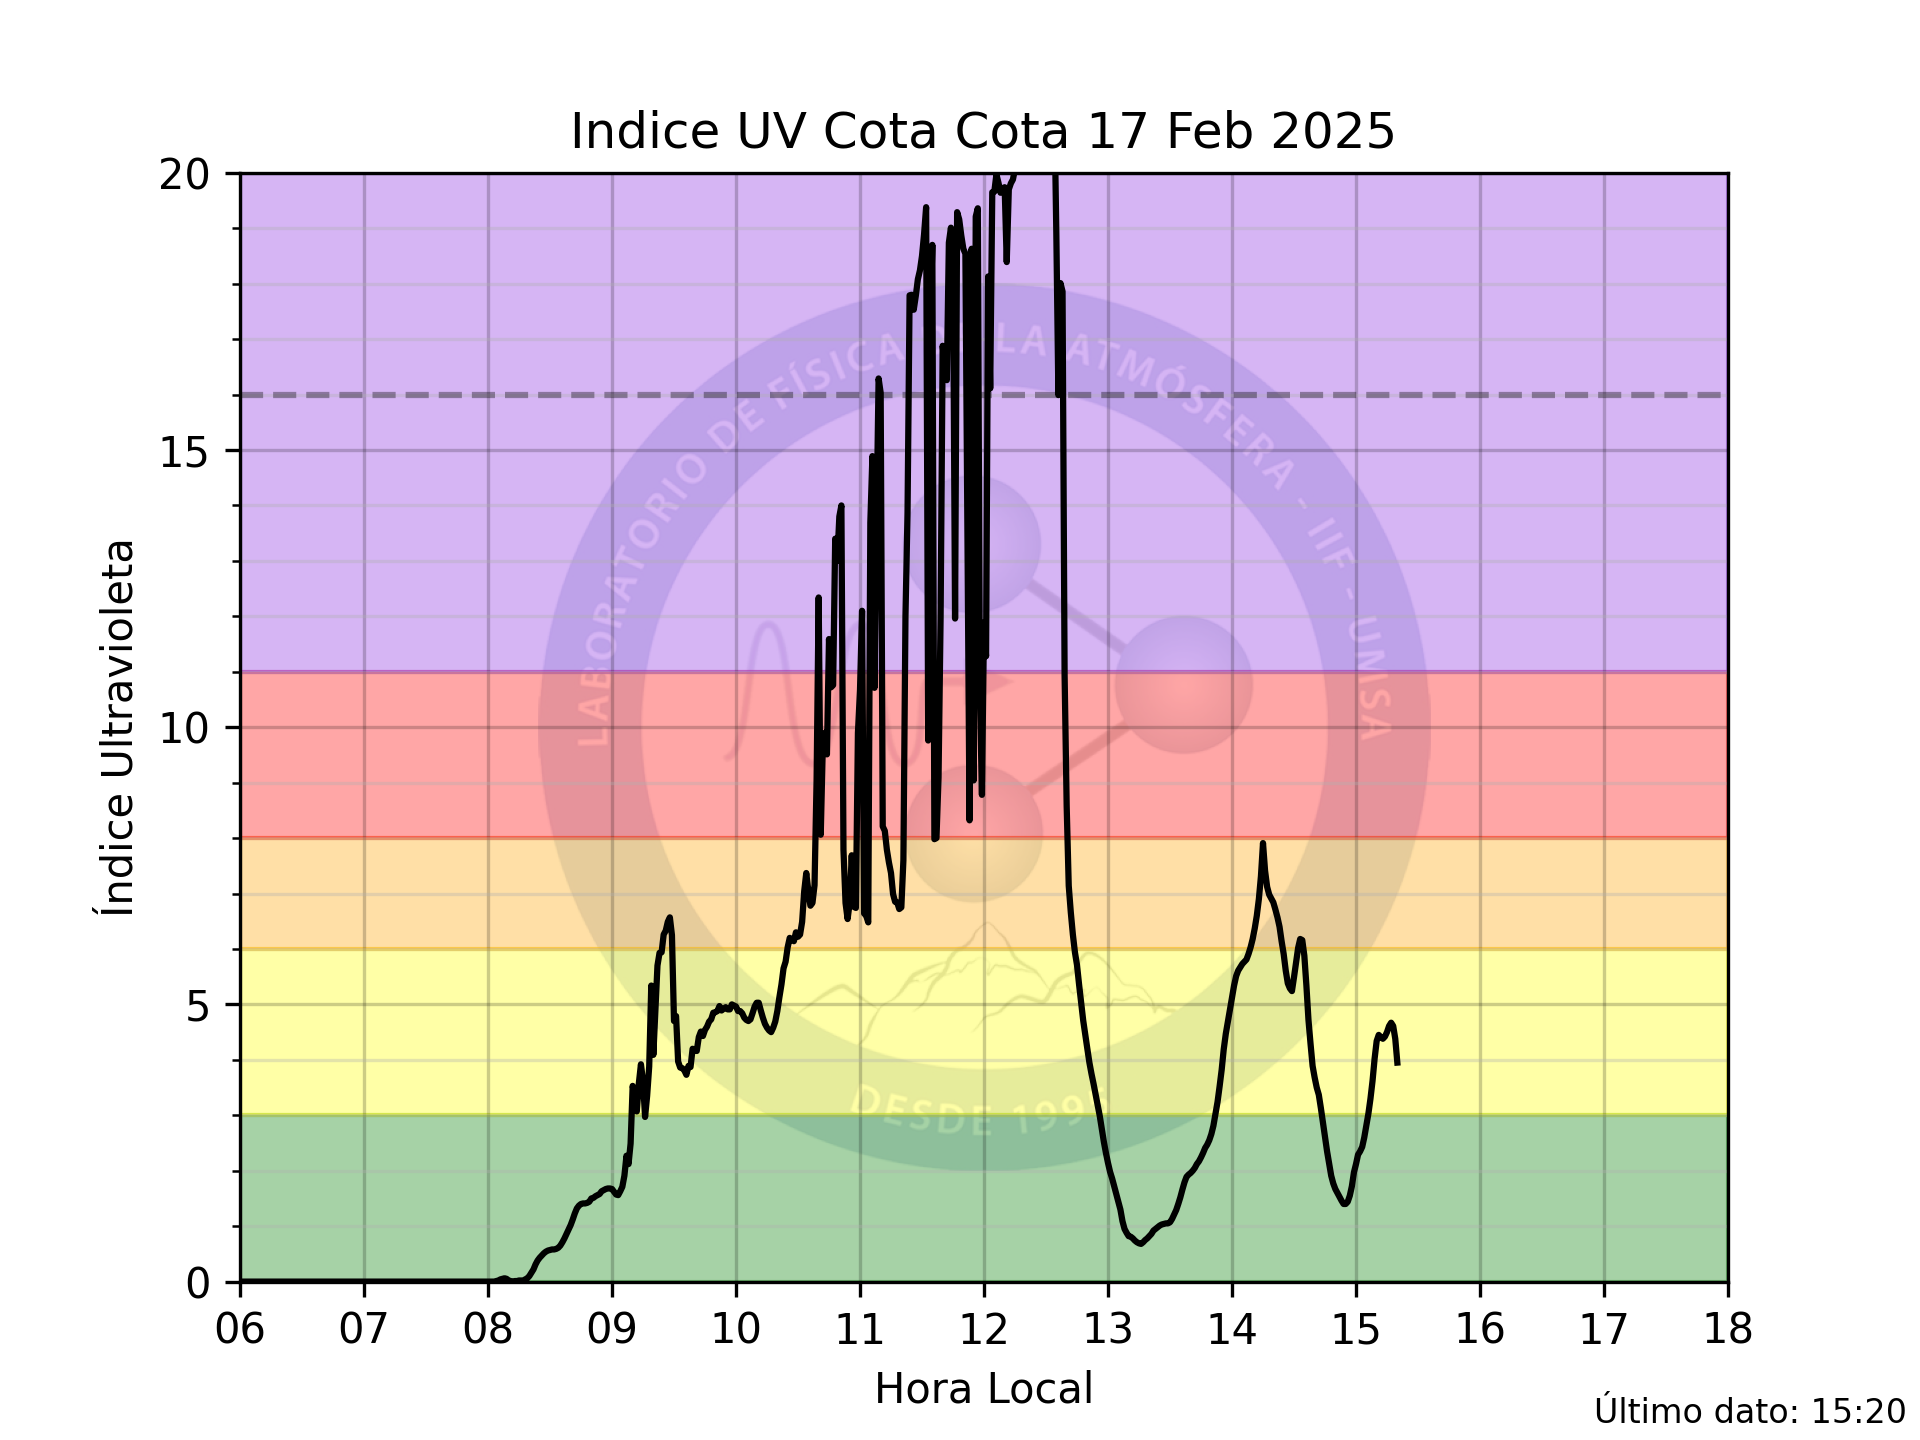 Indice UV Cota Cota 17 Feb 2025
20
15
10
5
0
Índice Ultravioleta
06 07 08 09 10 11 12 13 14 15 16 17 18
Hora Local
Último dato: 15:20
LABORATORIO DE FÍSICA LA ATMÓSFERA - IIF - UMSA
DESDE